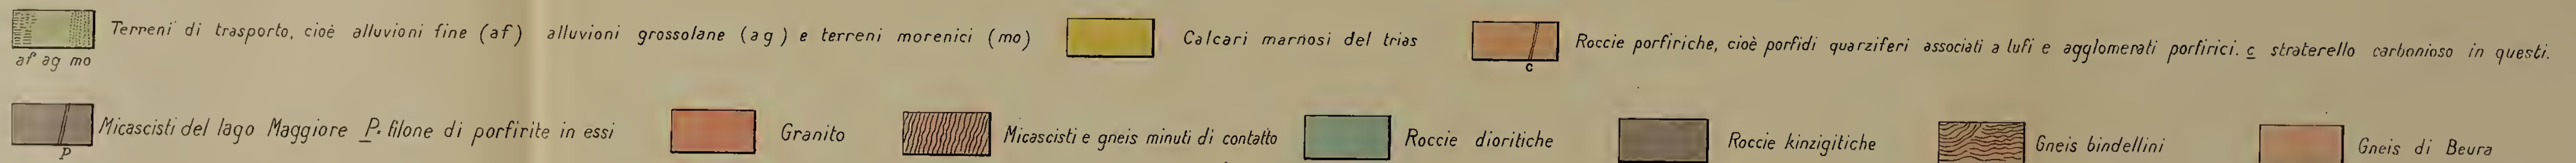 Terreni di trasporto, cioè alluvioni fine (af) alluvioni grossolane (ag) e terreni morenici (mo) Calcari marnosi del trias Roccie porfiriche, cioè porfidi quarziferi associati a tufi e agglomerati porfirici. c straterello carbonioso in questi.
af ag mo c
Micascisti del lago Maggiore P. filone di porfirite in essi Granito Micascisti e gneis minuti di contatto Roccie dioritiche Roccie kinzigitiche Gneis bindellini Gneis di Beura
p